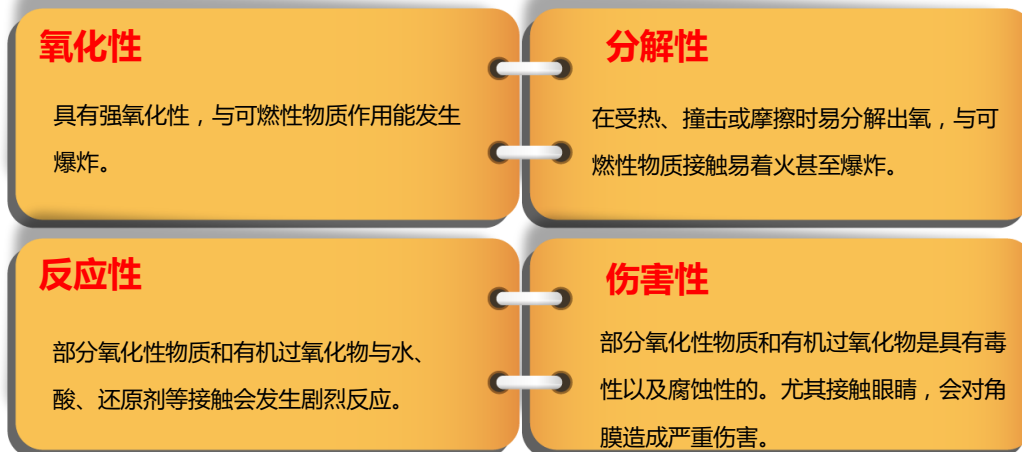 氧化性
具有强氧化性，与可燃性物质作用能发生
爆炸。
分解性
在受热、撞击或摩擦时易分解出氧，与可
燃性物质接触易着火甚至爆炸。
反应性
部分氧化性物质和有机过氧化物与水、
酸、还原剂等接触会发生剧烈反应。
伤害性
部分氧化性物质和有机过氧化物是具有毒
性以及腐蚀性的。尤其接触眼睛，会对角
膜造成严重伤害。